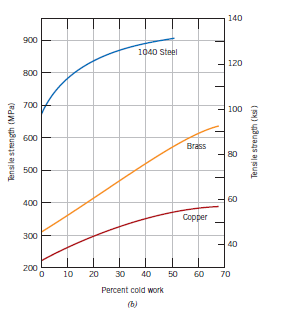 140
900
1040 Steel
120
800
700
100
Tensile strength (MPa)
Tensile strength (ksi)
600
Brass
80
500
400
60
Copper
300
40
200
0 10 20 30 40 50 60 70
Percent cold work
(b)